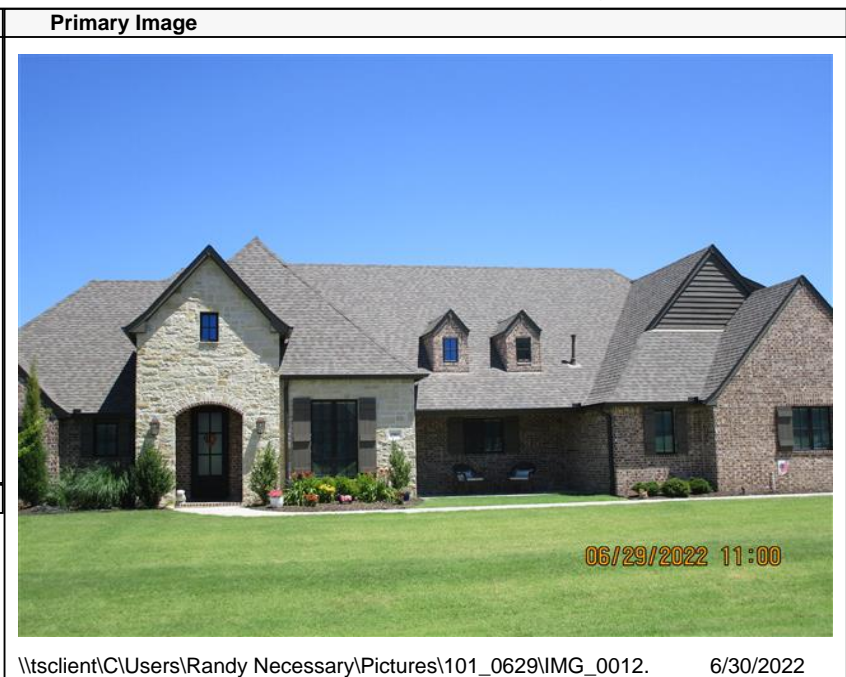 Primary Image
06/29/2022 11:00
\\tsclient\C\Users\Randy Necessary\Pictures\101_0629\IMG_0012.
6/30/2022